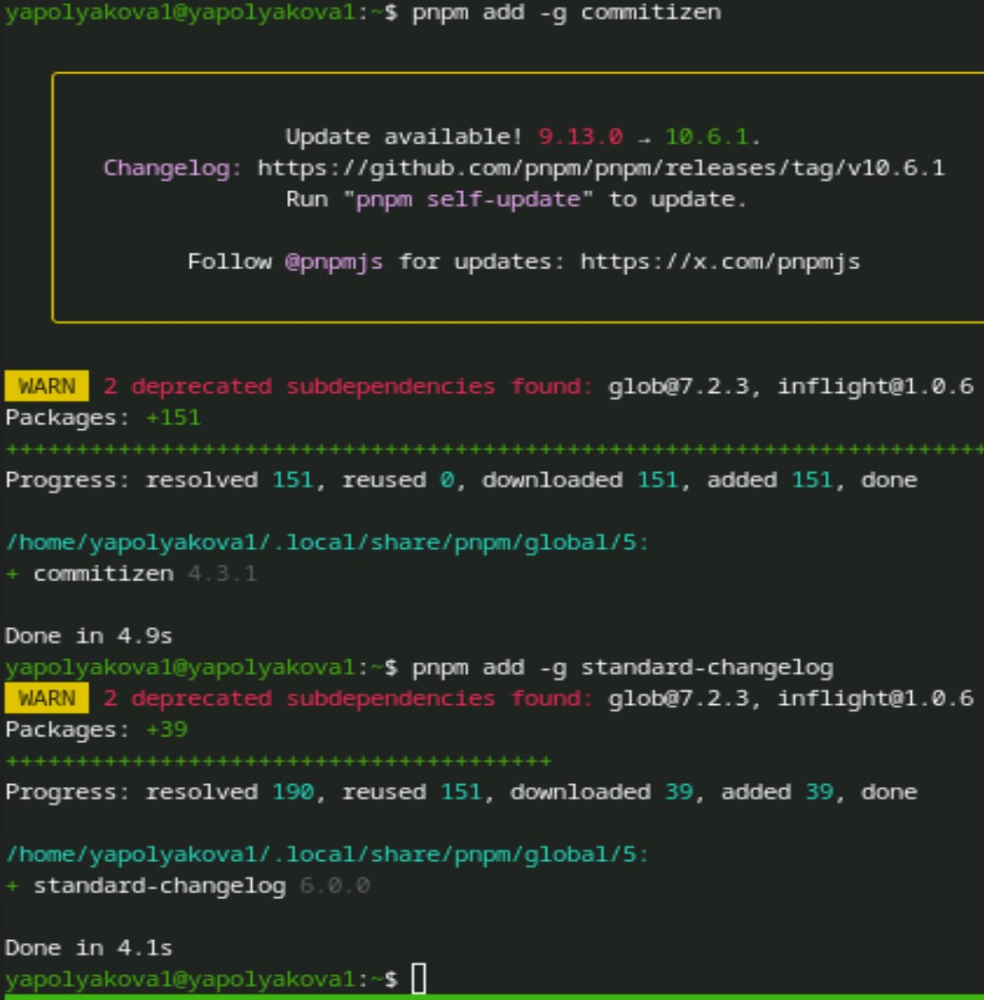 yapolyakova1@yapolyakova1:~$ pnpm add -g commitizen
Update available! 9.13.0 → 10.6.1.
Changelog: https://github.com/pnpm/pnpm/releases/tag/v10.6.1
Run "pnpm self-update" to update.
Follow @pnpmjs for updates: https://x.com/pnpmjs
WARN 2 deprecated subdependencies found: glob@7.2.3, inflight@1.0.6
Packages: +151
++++++++++++++++++++++++++++++++++++++++++++++++++++++++++++++++++++++
Progress: resolved 151, reused 0, downloaded 151, added 151, done
/home/yapolyakova1/.local/share/pnpm/global/5:
+ commitizen 4.3.1
Done in 4.9s
yapolyakova1@yapolyakova1:~$ pnpm add -g standard-changelog
WARN 2 deprecated subdependencies found: glob@7.2.3, inflight@1.0.6
Packages: +39
+++++++++++++++++++++++++++++++++++++++
Progress: resolved 190, reused 151, downloaded 39, added 39, done
/home/yapolyakova1/.local/share/pnpm/global/5:
+ standard-changelog 6.0.0
Done in 4.1s
yapolyakova1@yapolyakova1:~$